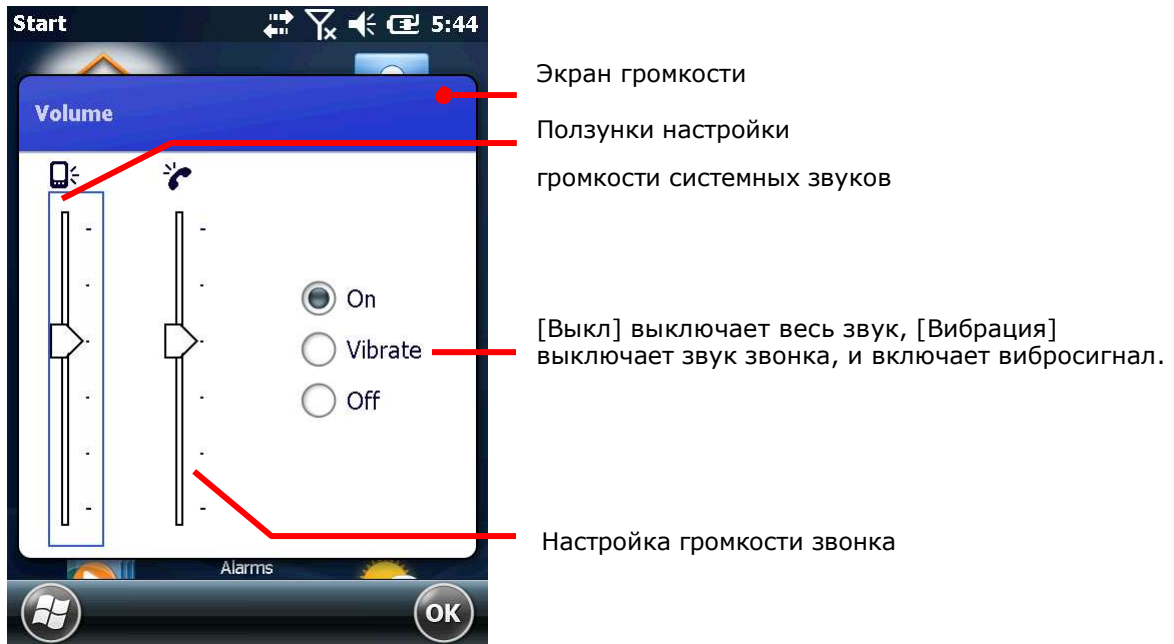 Start
5:44
Volume
On
Vibrate
Off
Alarms
OK
Экран громкости
Ползунки настройки
громкости системных звуков
[Выкл] выключает весь звук, [Вибрация]
выключает звук звонка, и включает вибросигнал.
Настройка громкости звонка